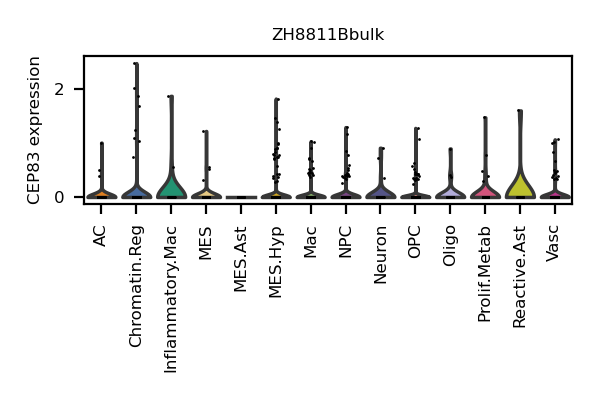 ZH8811Bbulk
CEP83 expression
2
0
AC
Chromatin.Reg
Inflammatory.Mac
MES
MES.Ast
MES.Hyp
Mac
NPC
Neuron
OPC
Oligo
Prolif.Metab
Reactive.Ast
Vasc